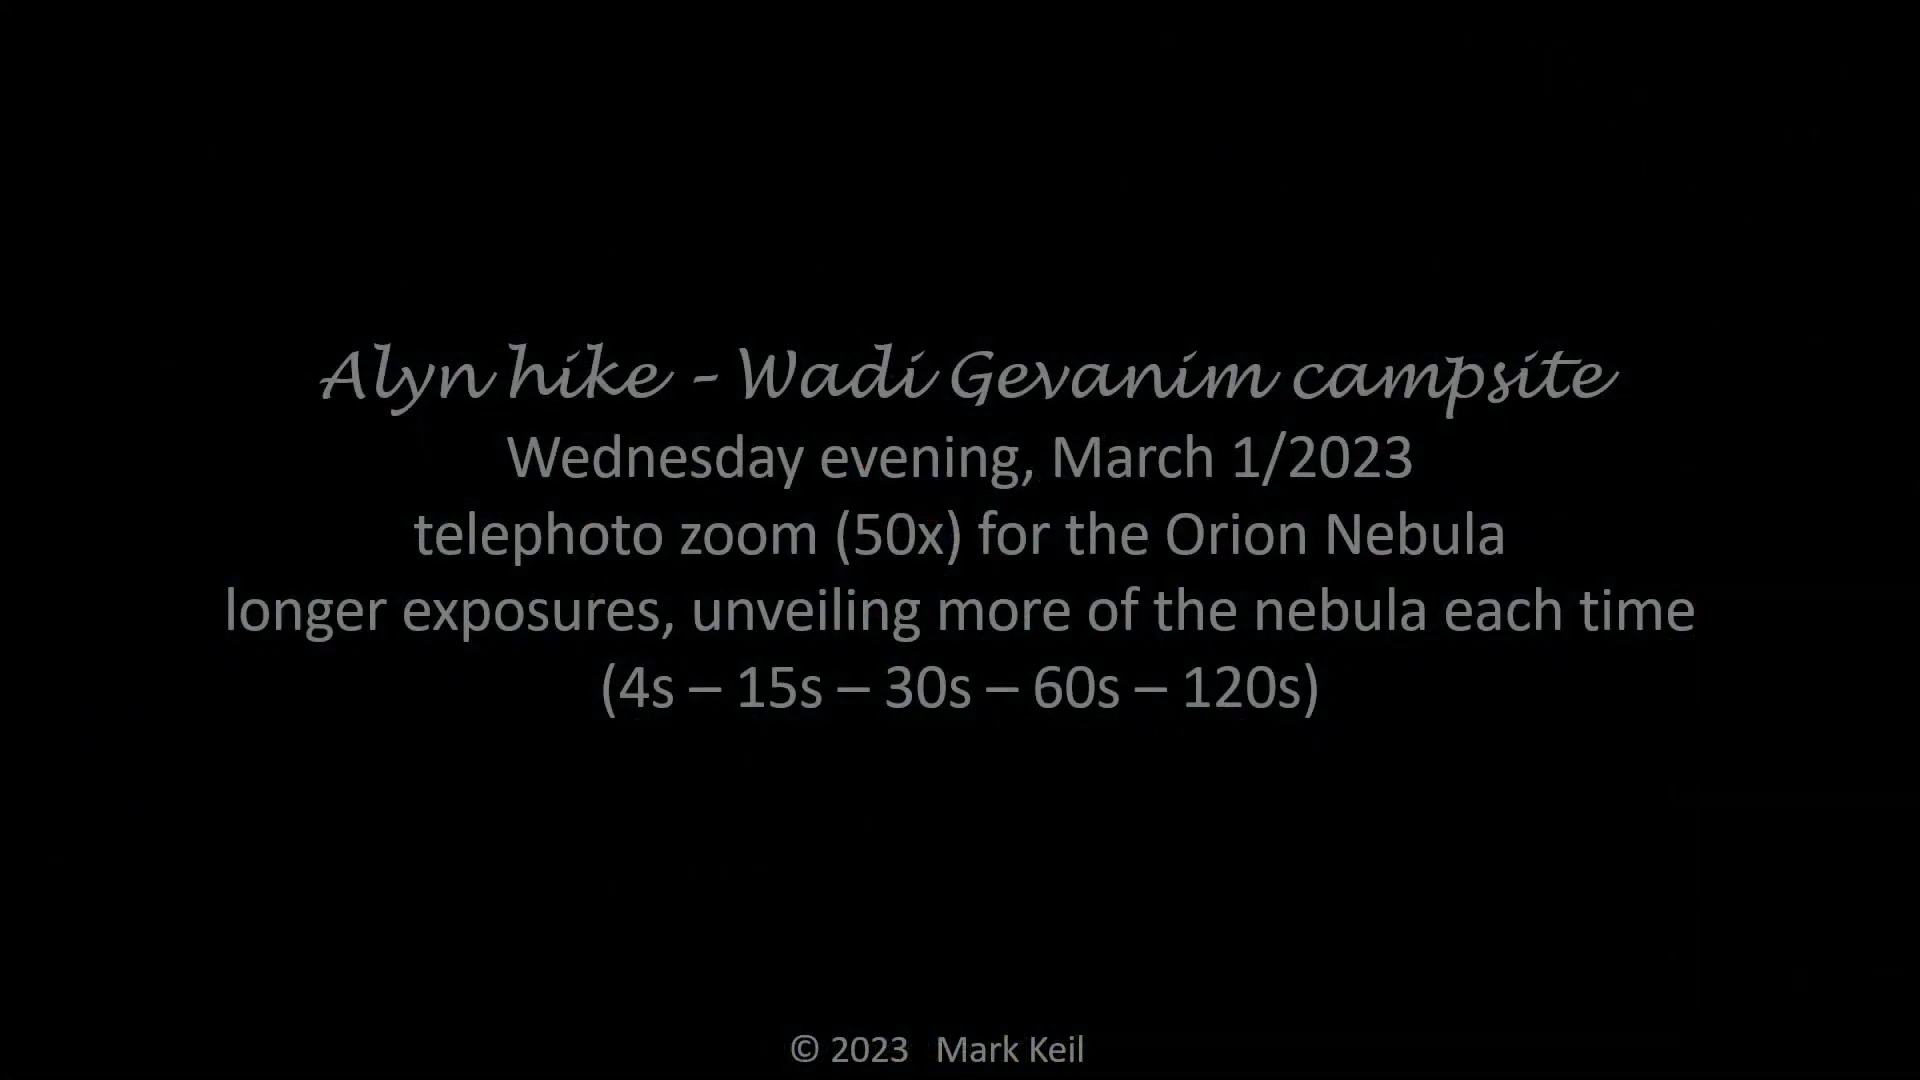 Alyn hike – Wadi Gevanim campsite
Wednesday evening, March 1/2023
telephoto zoom (50x) for the Orion Nebula
longer exposures, unveiling more of the nebula each time
(4s – 15s – 30s – 60s – 120s)
© 2023 Mark Keil